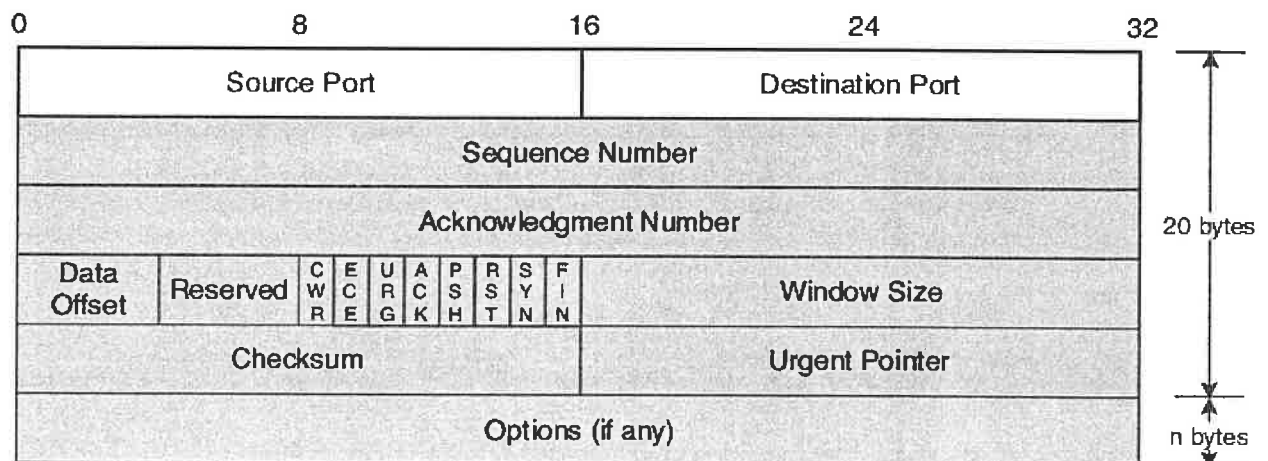 0 8 16 24 32
Source Port Destination Port
Sequence Number
Acknowledgment Number
20 bytes
Data Offset Reserved CWR ECE URG ACK PSH RST SYN FIN Window Size
Checksum Urgent Pointer
Options (if any)
n bytes